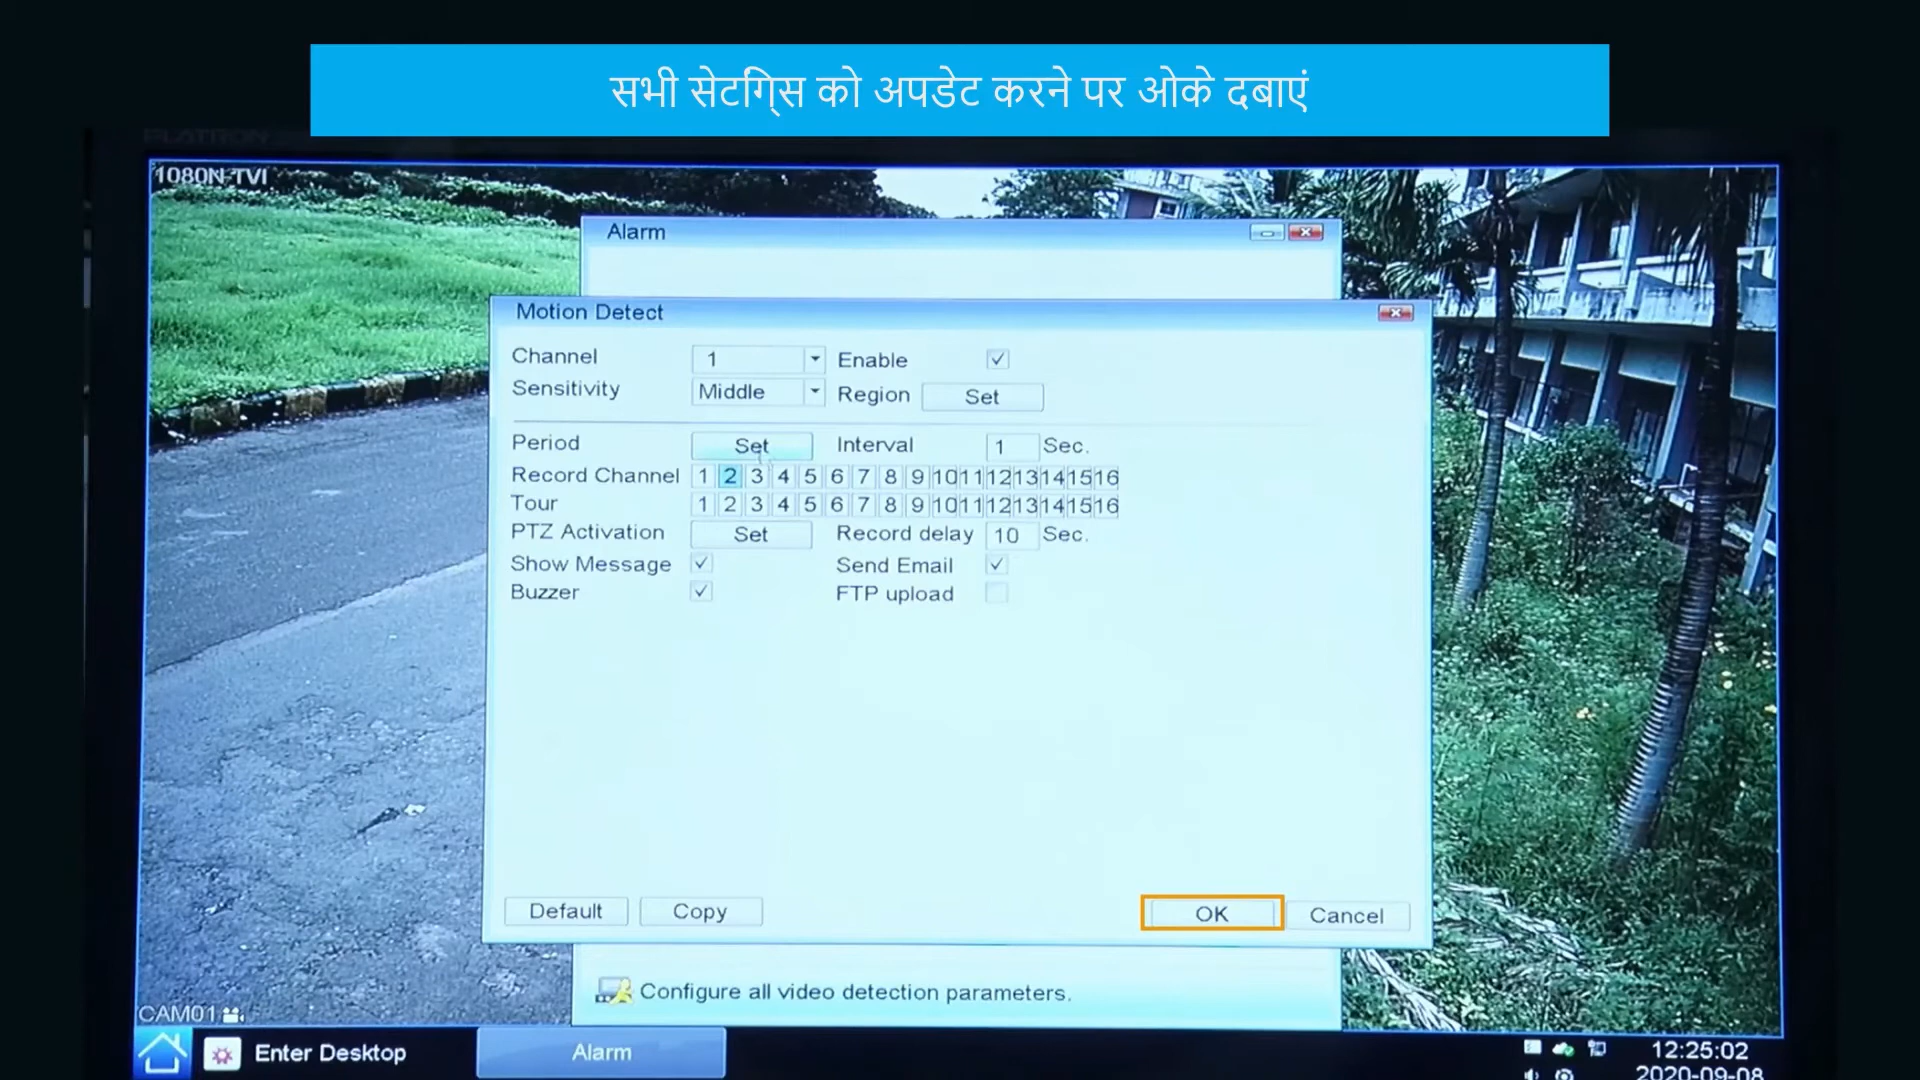 सभी सेटिंग्स को अपडेट करने पर ओके दबाएं
1080N TVI
Alarm
Motion Detect
Channel 1 Enable
Sensitivity Middle Region Set
Period Set Interval 1 Sec.
Record Channel 1 2 3 4 5 6 7 8 9 10 11 12 13 14 15 16
Tour 1 2 3 4 5 6 7 8 9 10 11 12 13 14 15 16
PTZ Activation Set Record delay 10 Sec.
Show Message Send Email
Buzzer FTP upload
Default Copy OK Cancel
Configure all video detection parameters.
CAM01
Enter Desktop Alarm 12:25:02
2020-09-08